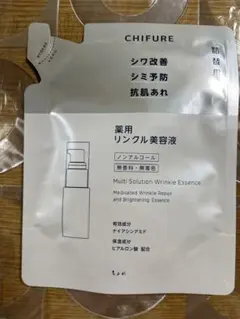 CHIFURE
詰替用
シワ改善
シミ予防
抗肌あれ
薬用
リンクル美容液
ノンアルコール
無香料・無着色
Multi Solution Wrinkle Essence
Medicated Wrinkle Repair
and Brightening Essence
有効成分
ナイアシンアミド
保湿成分
ヒアルロン酸 配合
ちふれ